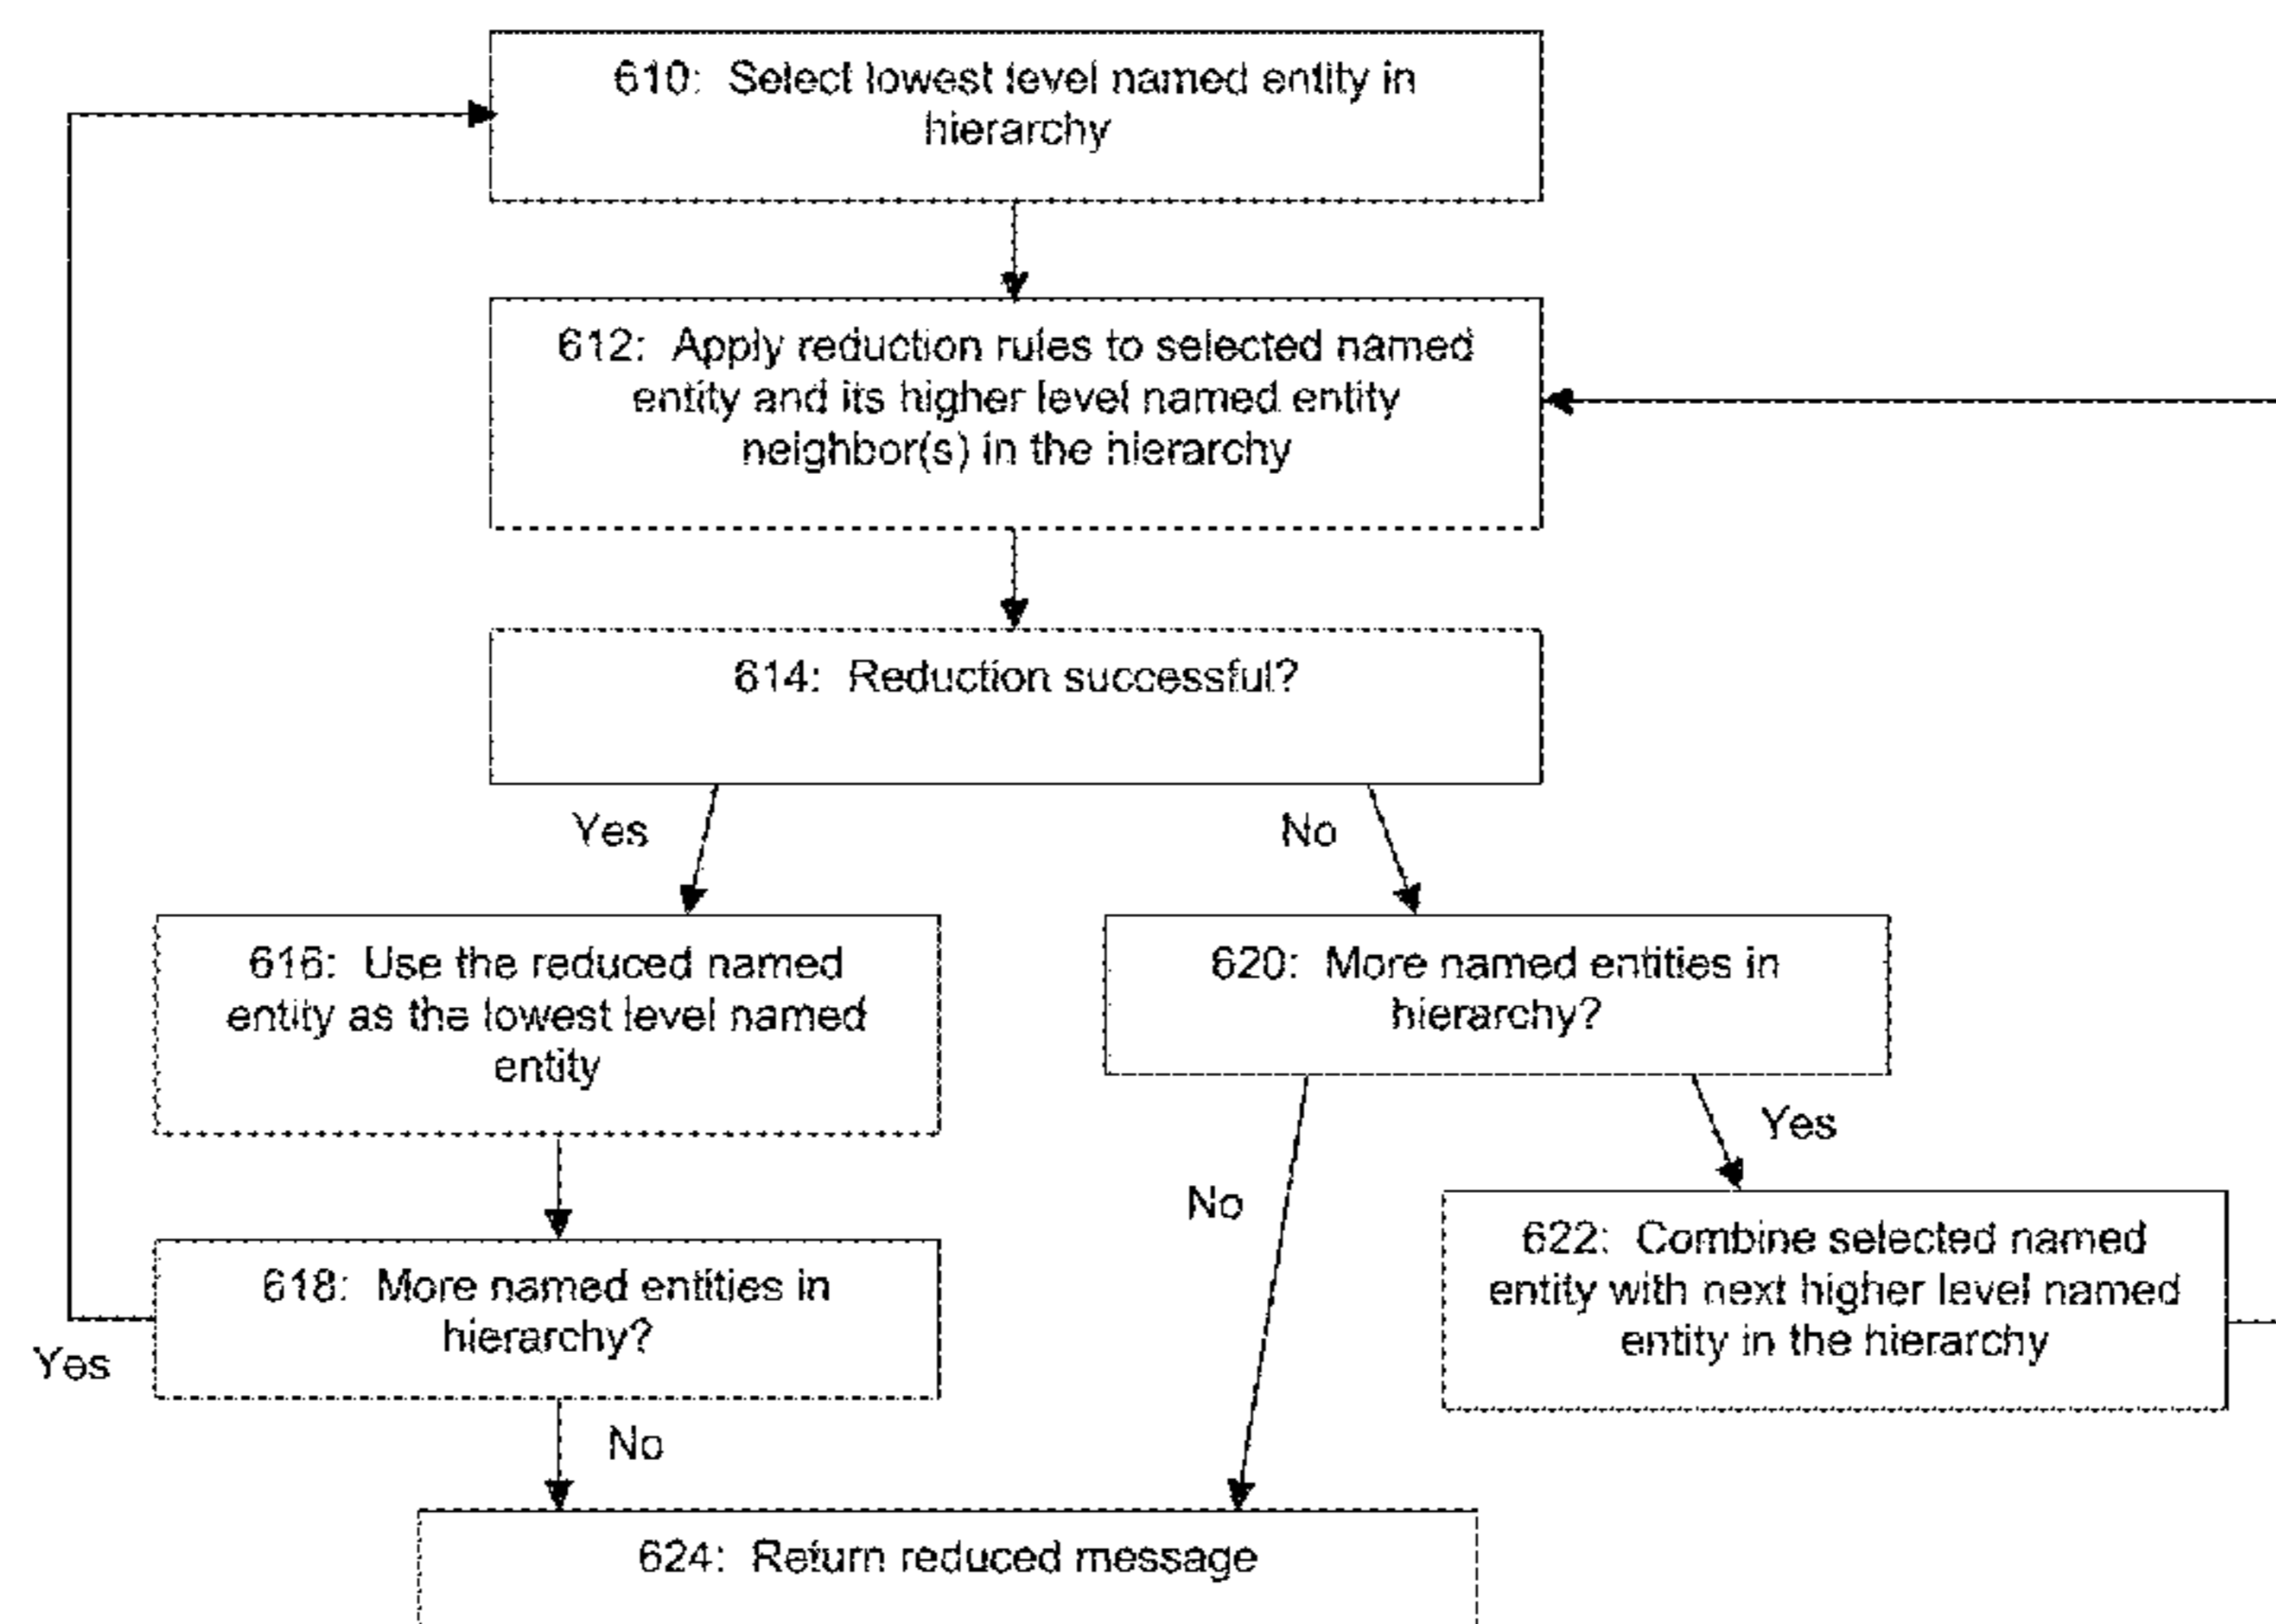 610: Select lowest level named entity in
hierarchy
612: Apply reduction rules to selected named
entity and its higher level named entity
neighbor(s) in the hierarchy
614: Reduction successful?
Yes
No
616: Use the reduced named
entity as the lowest level named
entity
620: More named entities in
hierarchy?
Yes
No
622: Combine selected named
entity with next higher level named
entity in the hierarchy
618: More named entities in
hierarchy?
Yes
No
624: Return reduced message